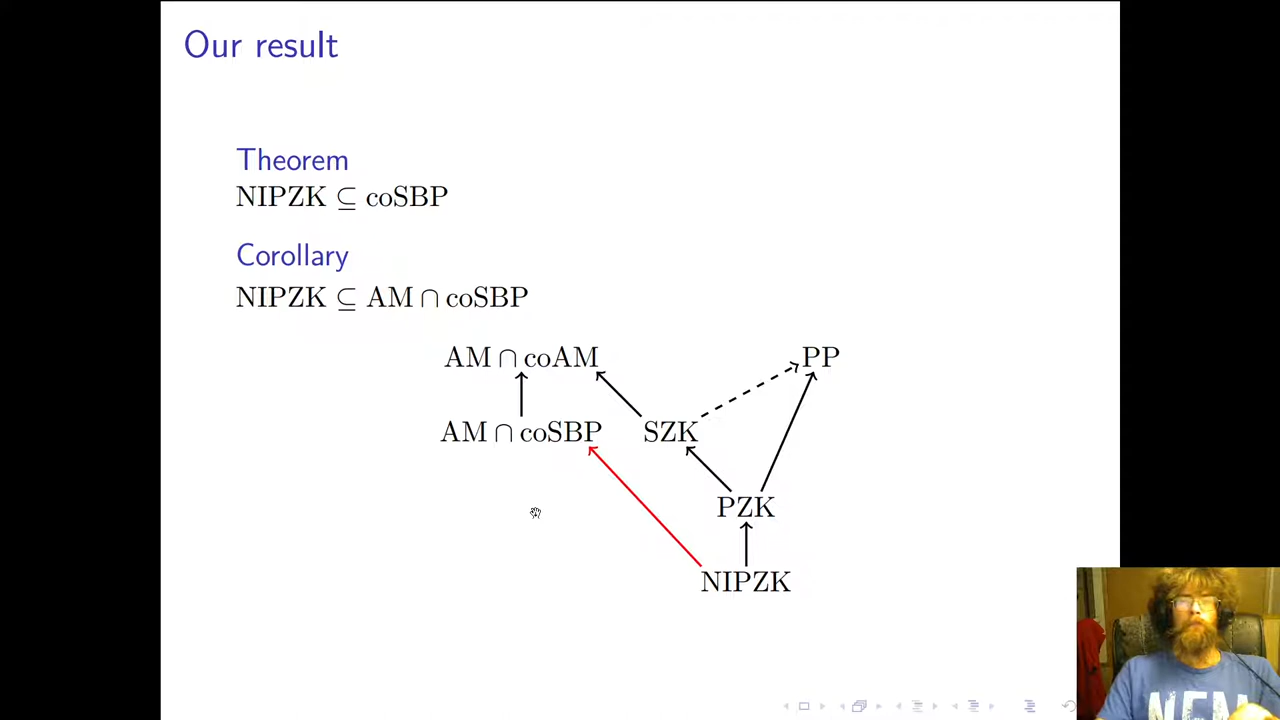 Our result
Theorem
NIPZK ⊆ coSBP
Corollary
NIPZK ⊆ AM ∩ coSBP
AM ∩ coAM
PP
AM ∩ coSBP
SZK
PZK
NIPZK